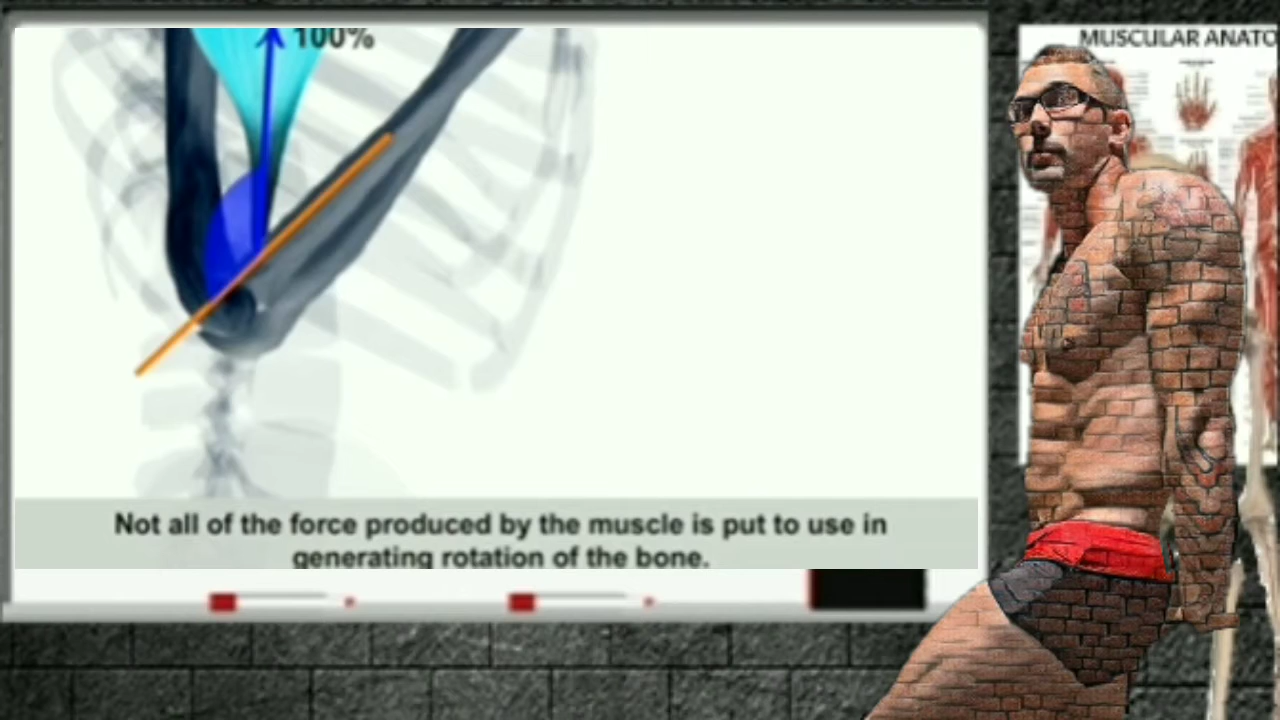 100%
MUSCULAR ANATO
Not all of the force produced by the muscle is put to use in
generating rotation of the bone.